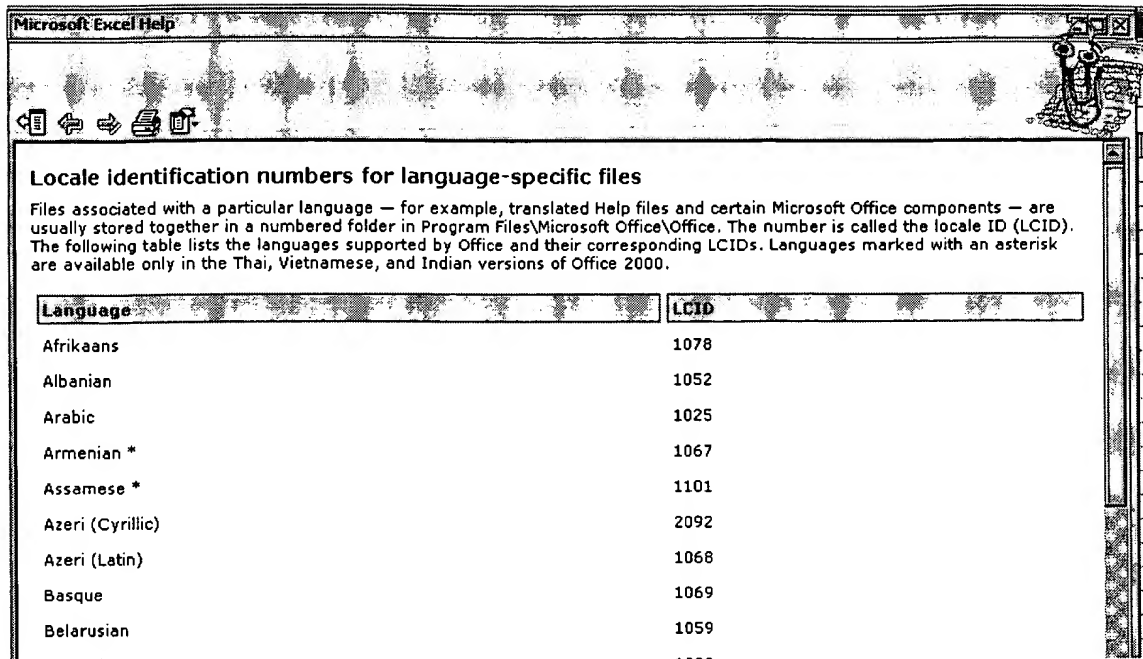 Microsoft Excel Help
Locale identification numbers for language-specific files
Files associated with a particular language — for example, translated Help files and certain Microsoft Office components — are
usually stored together in a numbered folder in Program Files\Microsoft Office\Office. The number is called the locale ID (LCID).
The following table lists the languages supported by Office and their corresponding LCIDs. Languages marked with an asterisk
are available only in the Thai, Vietnamese, and Indian versions of Office 2000.
Language LCID
Afrikaans 1078
Albanian 1052
Arabic 1025
Armenian * 1067
Assamese * 1101
Azeri (Cyrillic) 2092
Azeri (Latin) 1068
Basque 1069
Belarusian 1059